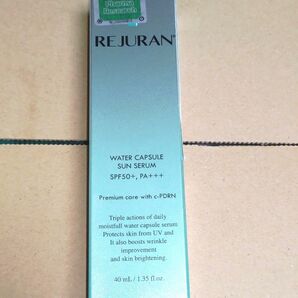 Marine
Research
REJURAN®
WATER CAPSULE
SUN SERUM
SPF50+, PA+++
Premium care with c-PDRN
Triple actions of daily
moistfull water capsule serum
Protects skin from UV and
It also boosts wrinkle
improvement
and skin brightening.
40 mL / 1.35 fl.oz.